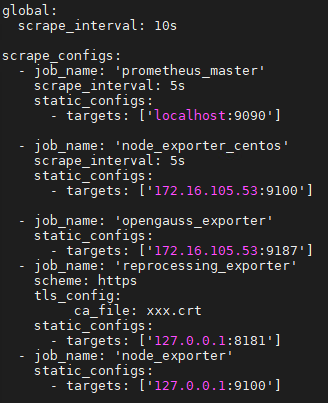 global:
  scrape_interval: 10s

scrape_configs:
  - job_name: 'prometheus_master'
    scrape_interval: 5s
    static_configs:
      - targets: ['localhost:9090']

  - job_name: 'node_exporter_centos'
    scrape_interval: 5s
    static_configs:
      - targets: ['172.16.105.53:9100']

  - job_name: 'opengauss_exporter'
    static_configs:
      - targets: ['172.16.105.53:9187']
  - job_name: 'reprocessing_exporter'
    scheme: https
    tls_config:
         ca_file: xxx.crt
    static_configs:
      - targets: ['127.0.0.1:8181']
  - job_name: 'node_exporter'
    static_configs:
      - targets: ['127.0.0.1:9100']